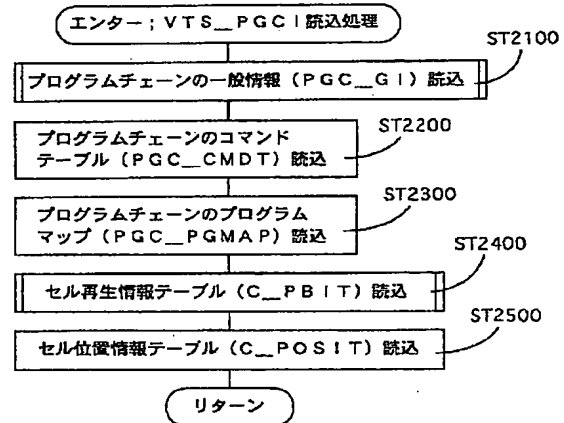 エンター；ＶＴＳ＿ＰＧＣＩ読込処理
ST2100
プログラムチェーンの一般情報（ＰＧＣ＿ＧＩ）読込
ST2200
プログラムチェーンのコマンド
テーブル（ＰＧＣ＿ＣＭＤＴ）読込
ST2300
プログラムチェーンのプログラム
マップ（ＰＧＣ＿ＰＧＭＡＰ）読込
ST2400
セル再生情報テーブル（Ｃ＿ＰＢＩＴ）読込
ST2500
セル位置情報テーブル（Ｃ＿ＰＯＳＩＴ）読込
リターン